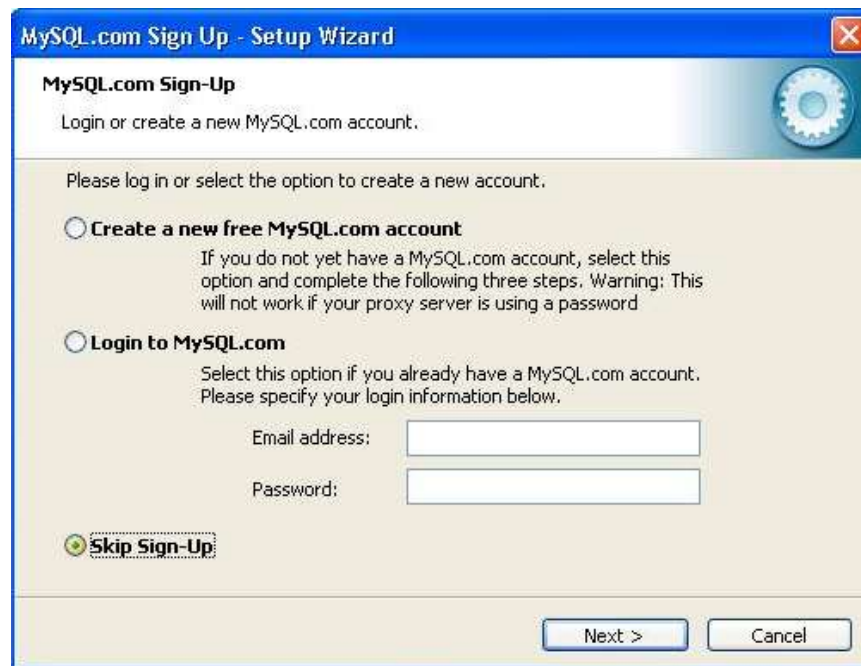 MySQL.com Sign Up - Setup Wizard
MySQL.com Sign-Up
Login or create a new MySQL.com account.
Please log in or select the option to create a new account.
Create a new free MySQL.com account
If you do not yet have a MySQL.com account, select this
option and complete the following three steps. Warning: This
will not work if your proxy server is using a password
Login to MySQL.com
Select this option if you already have a MySQL.com account.
Please specify your login information below.
Email address:
Password:
Skip Sign-Up
Next >
Cancel